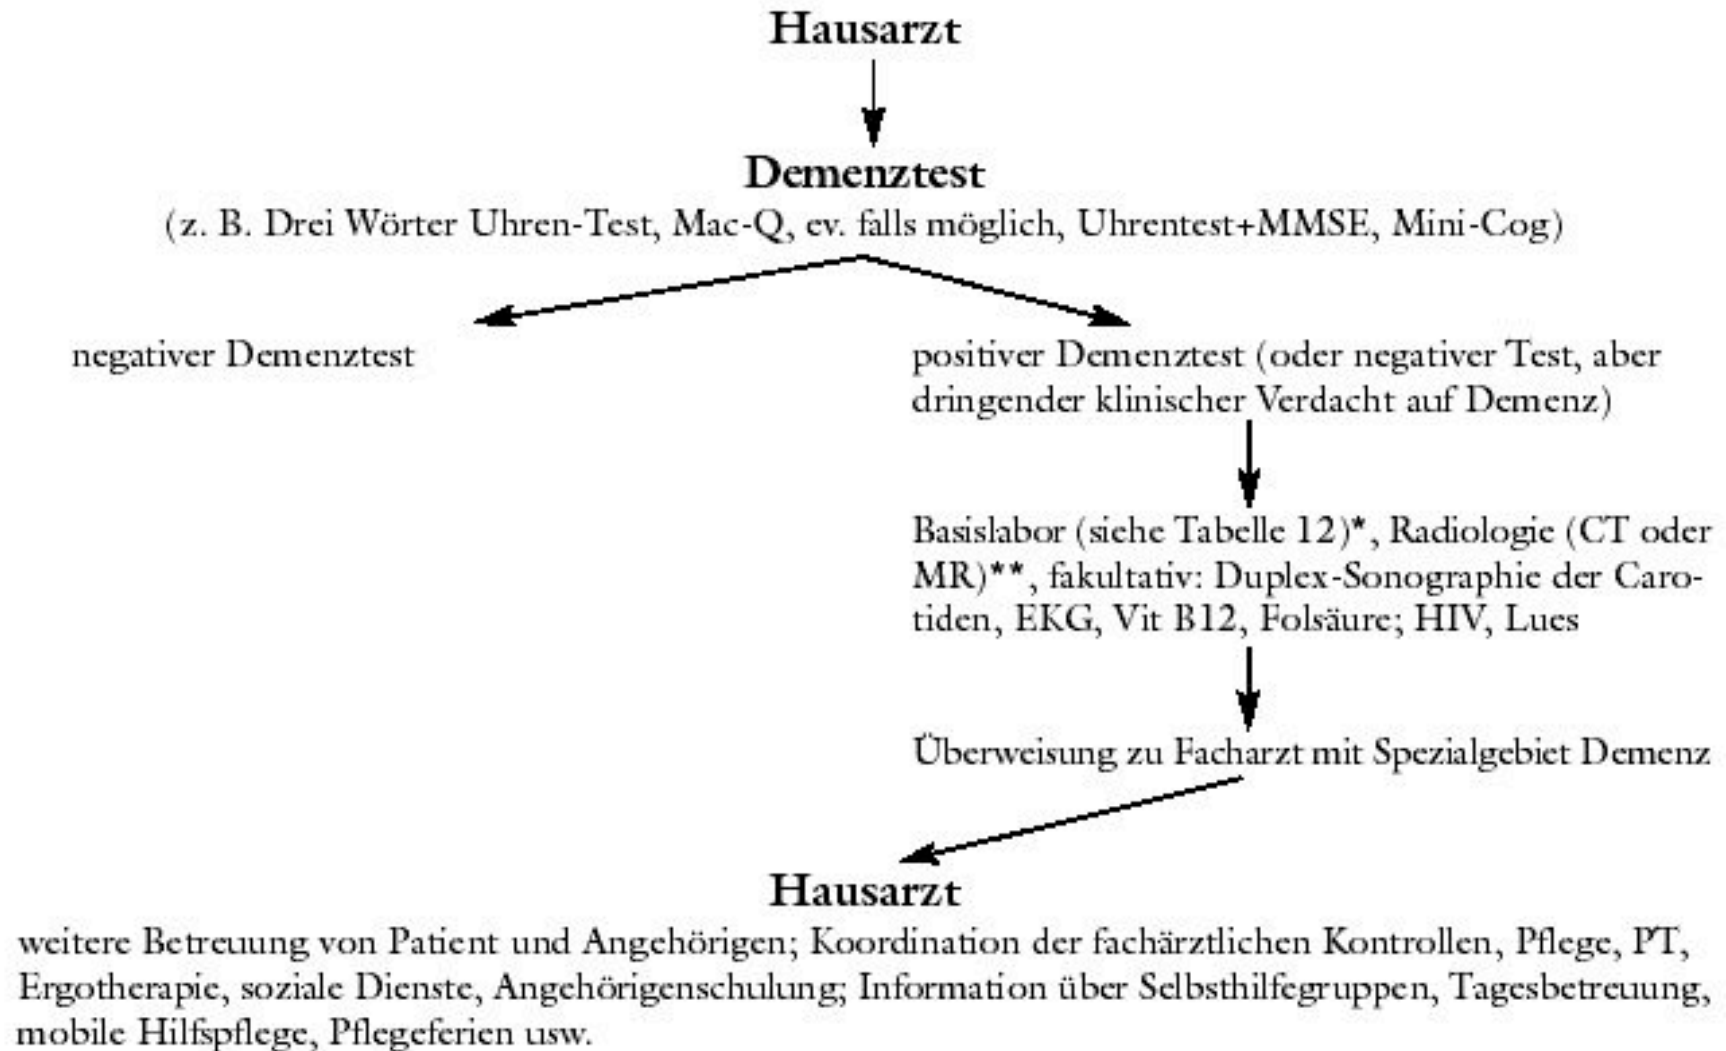 Hausarzt
Demenztest
(z. B. Drei Wörter Uhren-Test, Mac-Q, ev. falls möglich, Uhrentest+MMSE, Mini-Cog)
negativer Demenztest
positiver Demenztest (oder negativer Test, aber
dringender klinischer Verdacht auf Demenz)
Basislabor (siehe Tabelle 12)*, Radiologie (CT oder
MR)**, fakultativ: Duplex-Sonographie der Caro-
tiden, EKG, Vit B12, Folsäure; HIV, Lues
Überweisung zu Facharzt mit Spezialgebiet Demenz
Hausarzt
weitere Betreuung von Patient und Angehörigen; Koordination der fachärztlichen Kontrollen, Pflege, PT,
Ergotherapie, soziale Dienste, Angehörigenschulung; Information über Selbsthilfegruppen, Tagesbetreuung,
mobile Hilfspflege, Pflegeferien usw.